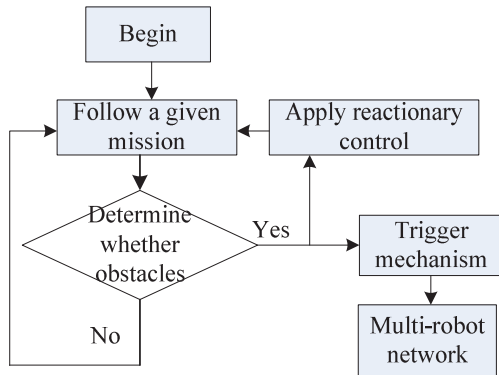 Begin
Follow a given
mission
Apply reactionary
control
Determine
whether
obstacles
Yes
Trigger
mechanism
No
Multi-robot
network